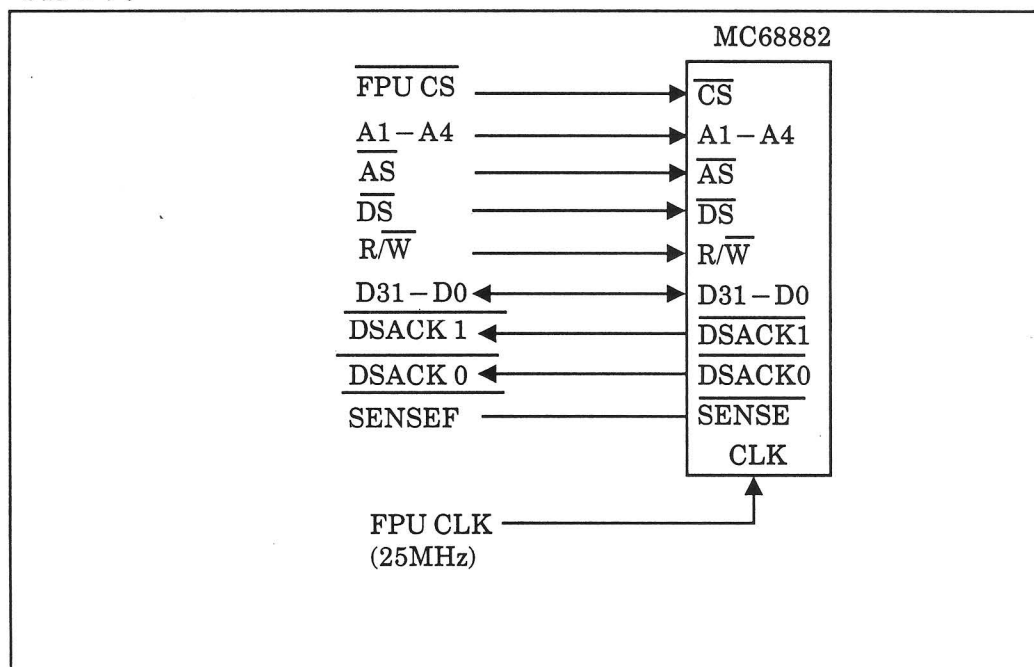 MC68882
FPU CS CS
A1–A4 A1–A4
AS AS
DS DS
R/W R/W
D31–D0 D31–D0
DSACK 1 DSACK1
DSACK 0 DSACK0
SENSEF SENSE
CLK
FPU CLK
(25MHz)